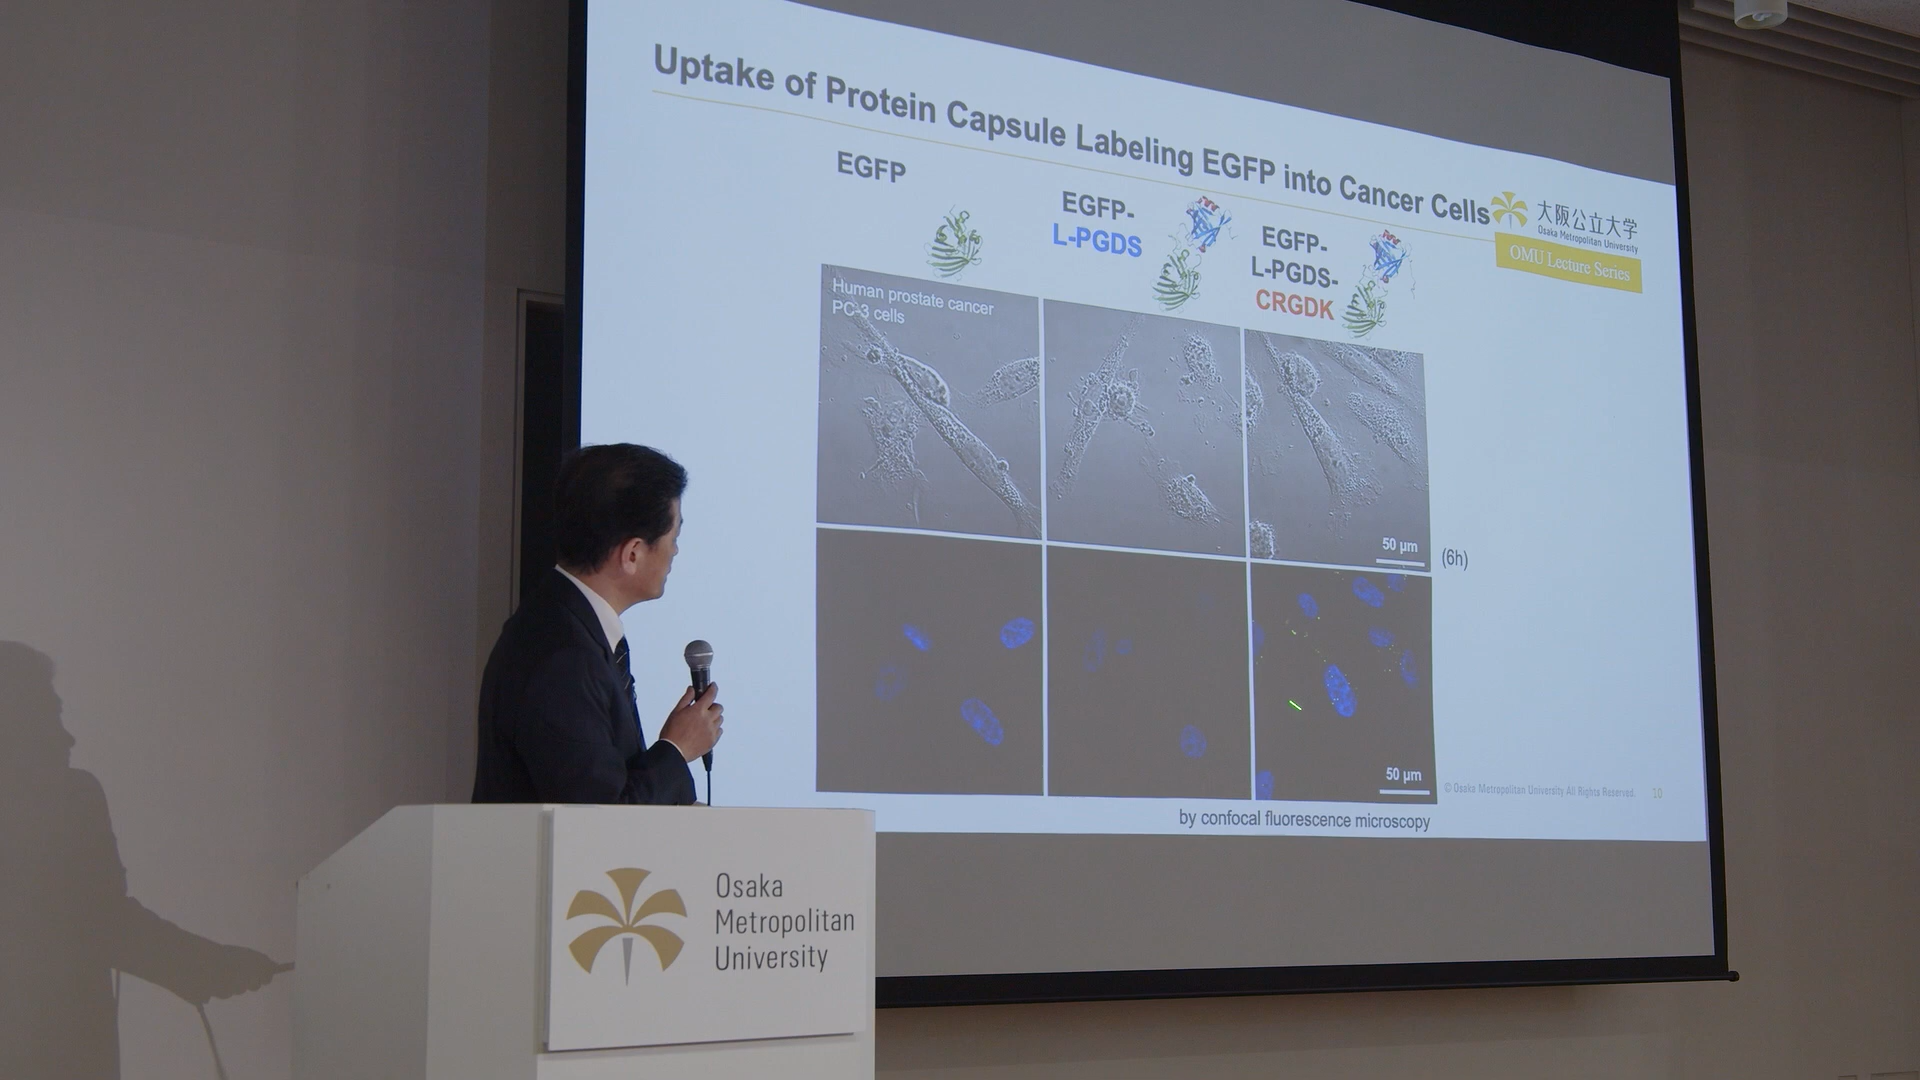 Uptake of Protein Capsule Labeling EGFP into Cancer Cells
大阪公立大学
Osaka Metropolitan University
OMU Lecture Series
EGFP
EGFP-
L-PGDS
EGFP-
L-PGDS-
CRGDK
Human prostate cancer
PC-3 cells
50 µm
(6h)
50 µm
© Osaka Metropolitan University All Rights Reserved.
10
by confocal fluorescence microscopy
Osaka
Metropolitan
University